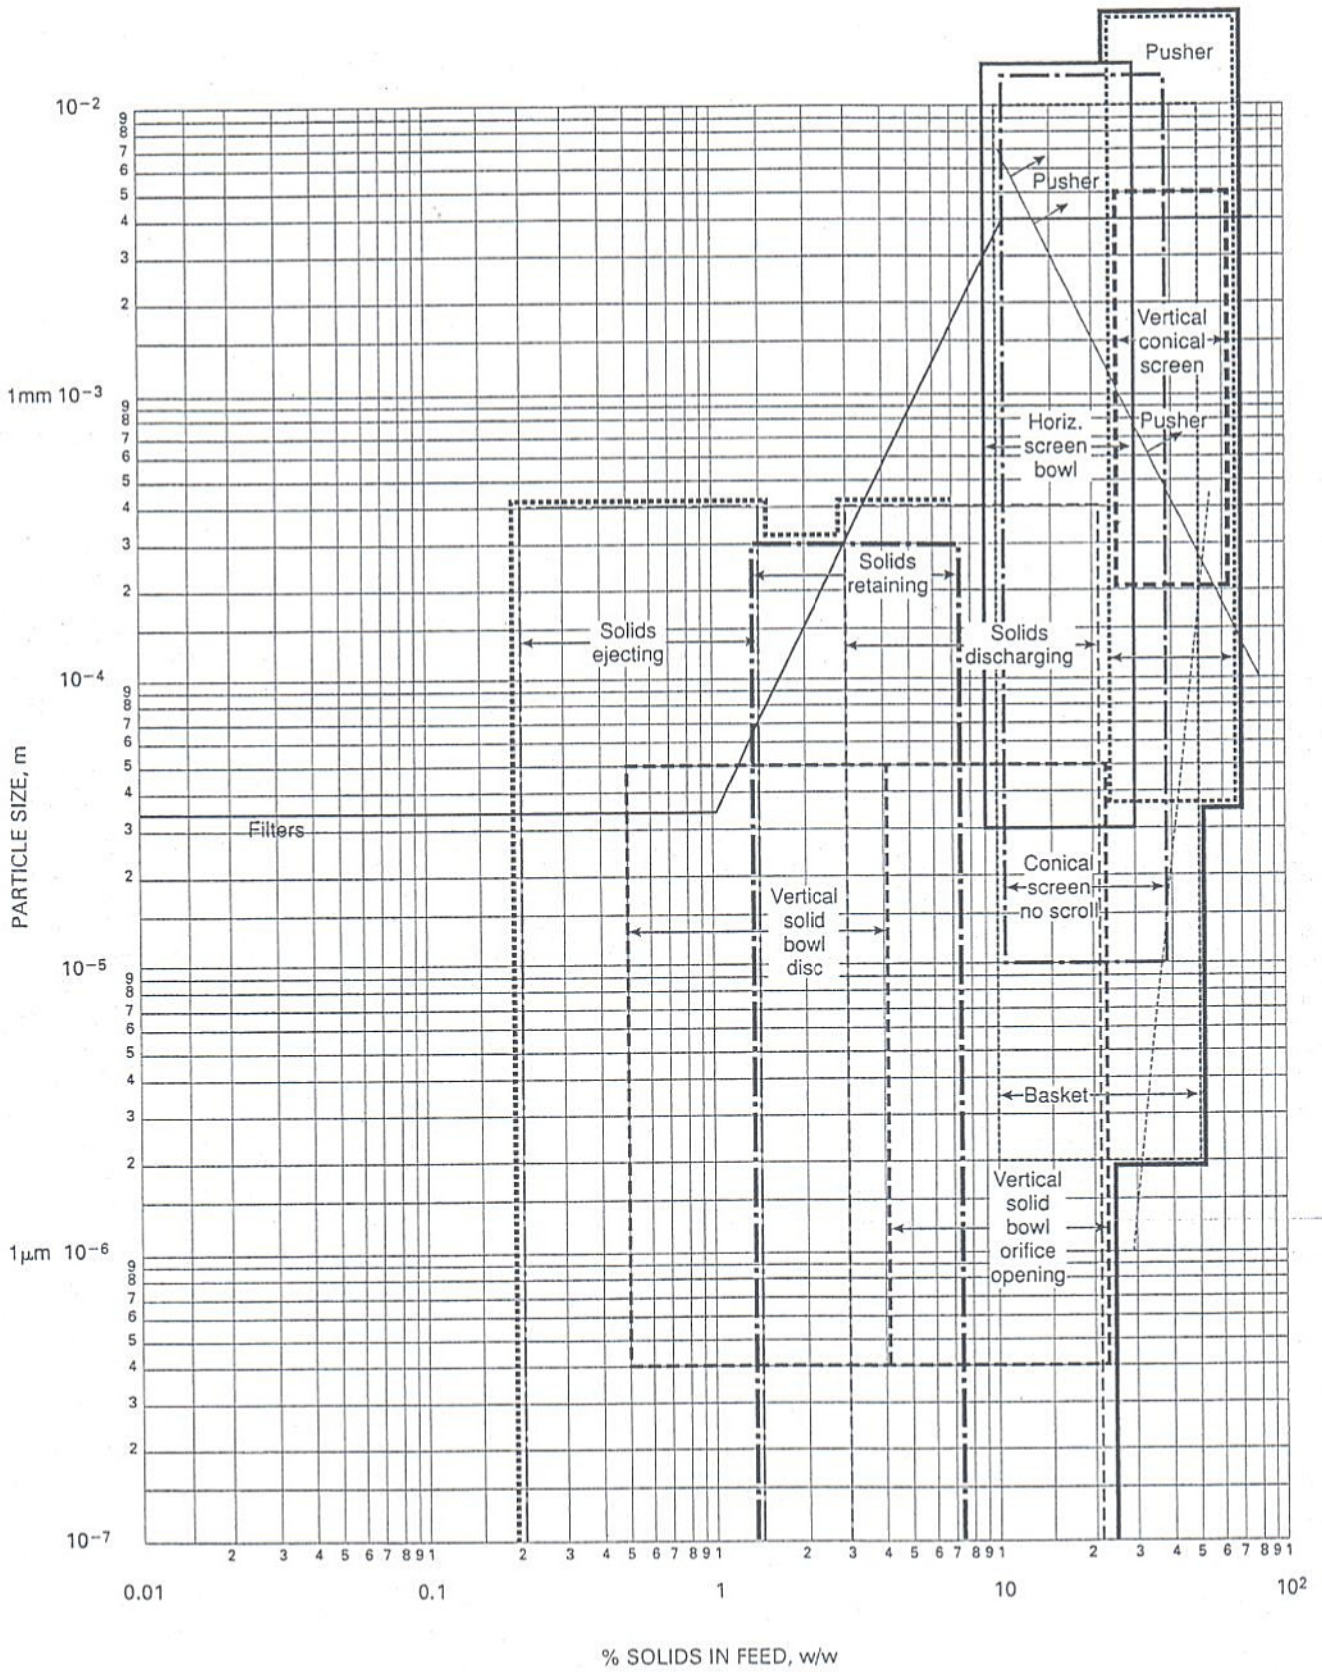 Pusher
10-2
9
8
7
6
5
4
3
2
Pusher
Vertical
conical
screen
1mm 10-3
9
8
7
6
5
4
3
2
Horiz.
screen
bowl
Pusher
Solids
retaining
Solids
ejecting
Solids
discharging
10-4
9
8
7
6
5
4
3
2
PARTICLE SIZE, m
Filters
Conical
screen
no scroll
Vertical
solid
bowl
disc
10-5
9
8
7
6
5
4
3
2
Basket
Vertical
solid
bowl
orifice
opening
1μm 10-6
9
8
7
6
5
4
3
2
10-7
2 3 4 5 6 7 8 9 1 2 3 4 5 6 7 8 9 1 2 3 4 5 6 7 8 9 1 2 3 4 5 6 7 8 9 1
0.01 0.1 1 10 102
% SOLIDS IN FEED, w/w